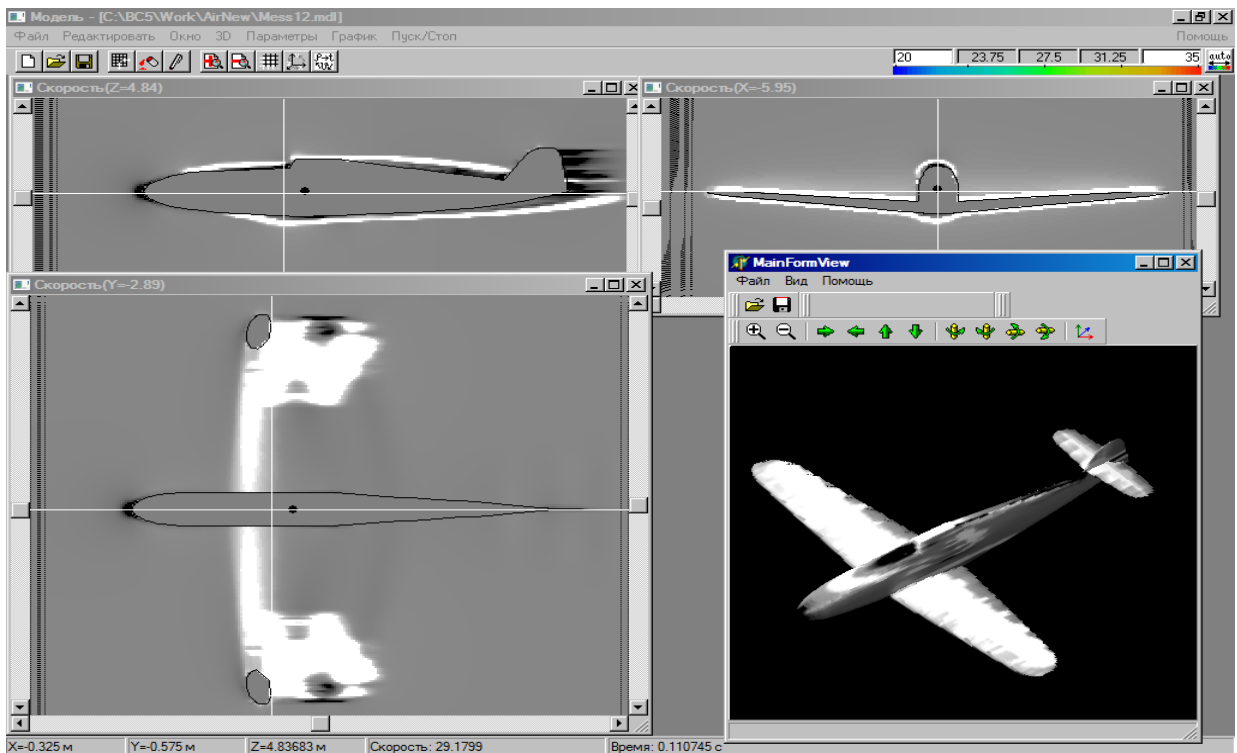 Модель - [C:\BC5\Work\AirNew\Mess12.mdl]
Файл Редактировать Окно 3D Параметры График Пуск/Стоп Помощь
20 23.75 27.5 31.25 35 auto
Скорость(Z=4.84)
Скорость(X=-5.95)
Скорость(Y=-2.89)
MainFormView
Файл Вид Помощь
X=-0.325 м Y=-0.575 м Z=4.83683 м Скорость: 29.1799 Время: 0.110745 с